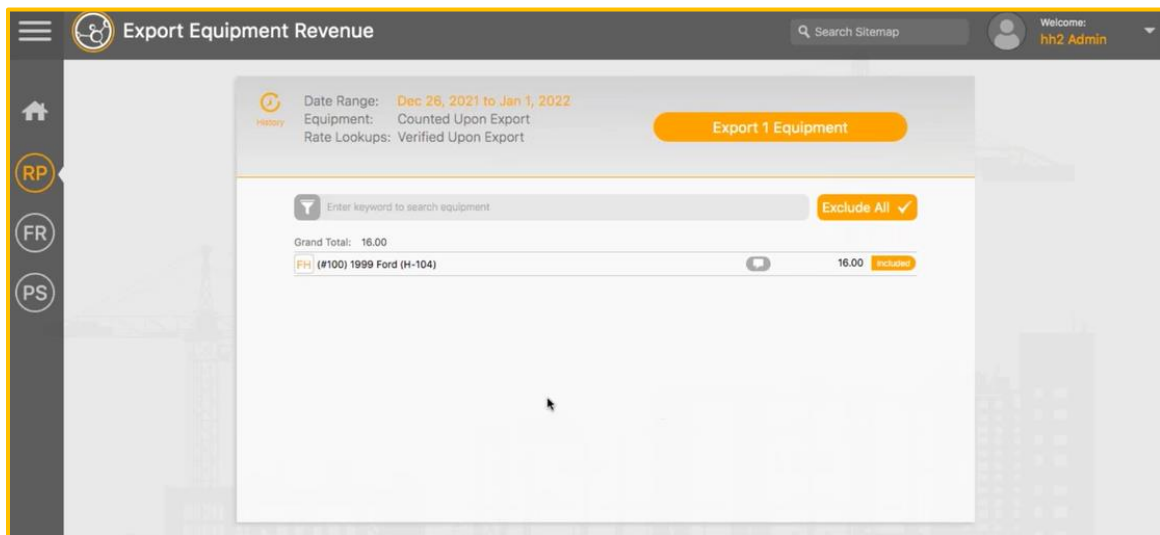 Export Equipment Revenue
Search Sitemap
Welcome:
hh2 Admin
History
Date Range: Dec 26, 2021 to Jan 1, 2022
Equipment: Counted Upon Export
Rate Lookups: Verified Upon Export
Export 1 Equipment
RP
FR
PS
Enter keyword to search equipment
Exclude All
Grand Total: 16.00
FH (#100) 1999 Ford (H-104) 16.00 Included